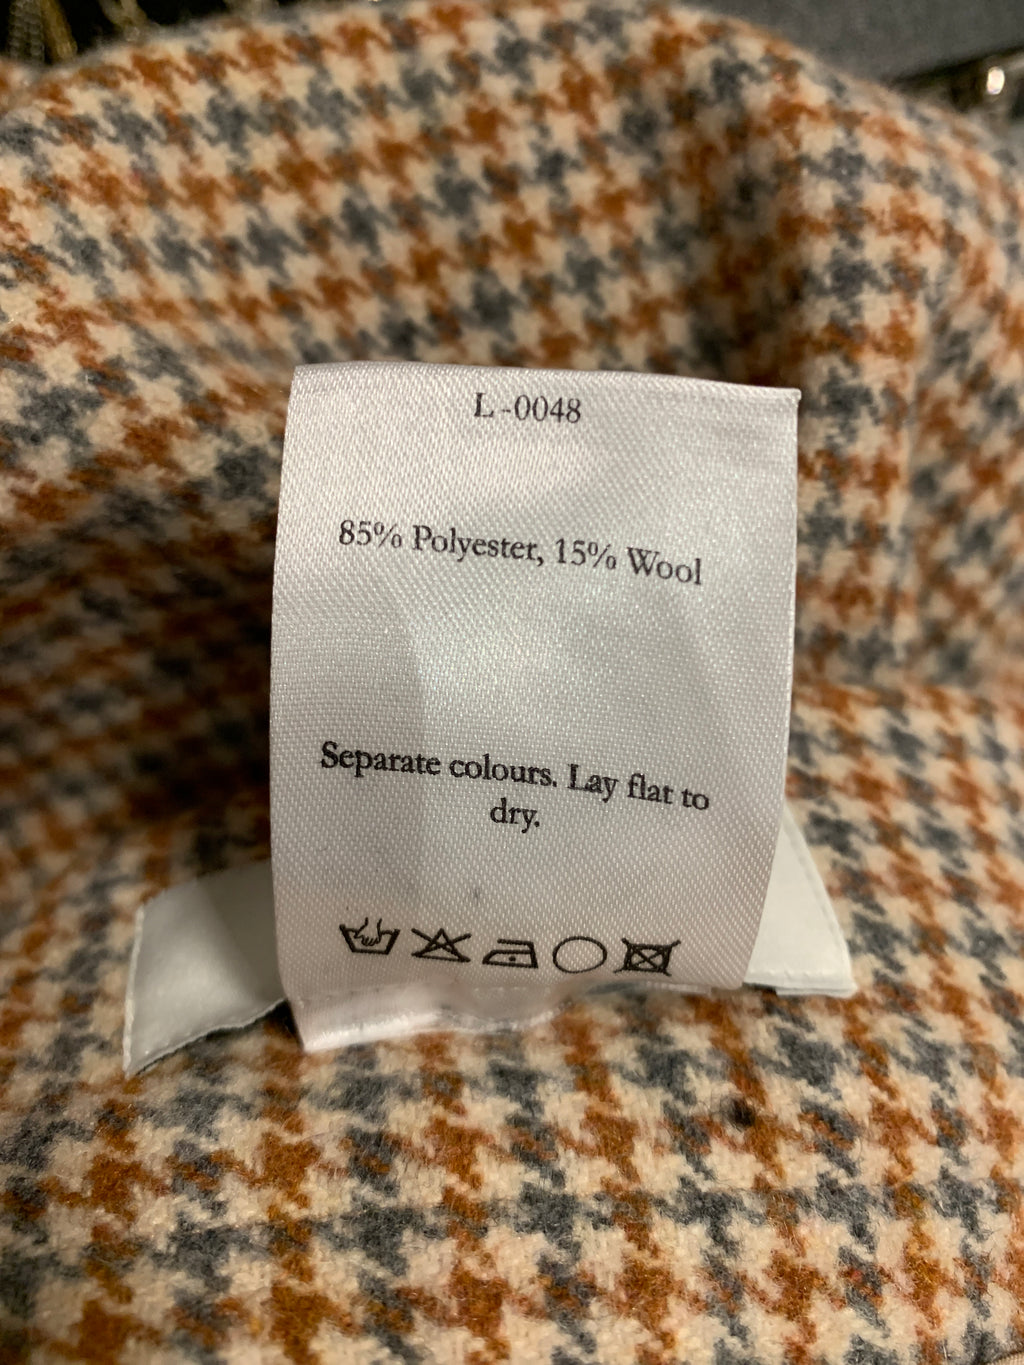 L-0048
85% Polyester, 15% Wool
Separate colours. Lay flat to
dry.